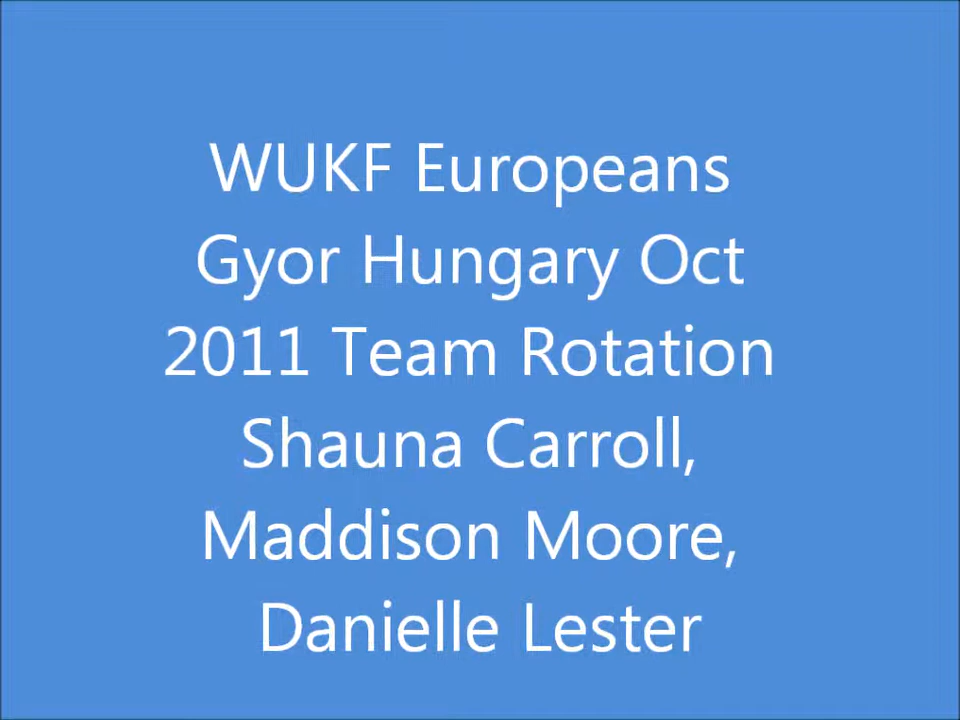 WUKF Europeans
Gyor Hungary Oct
2011 Team Rotation
Shauna Carroll,
Maddison Moore,
Danielle Lester